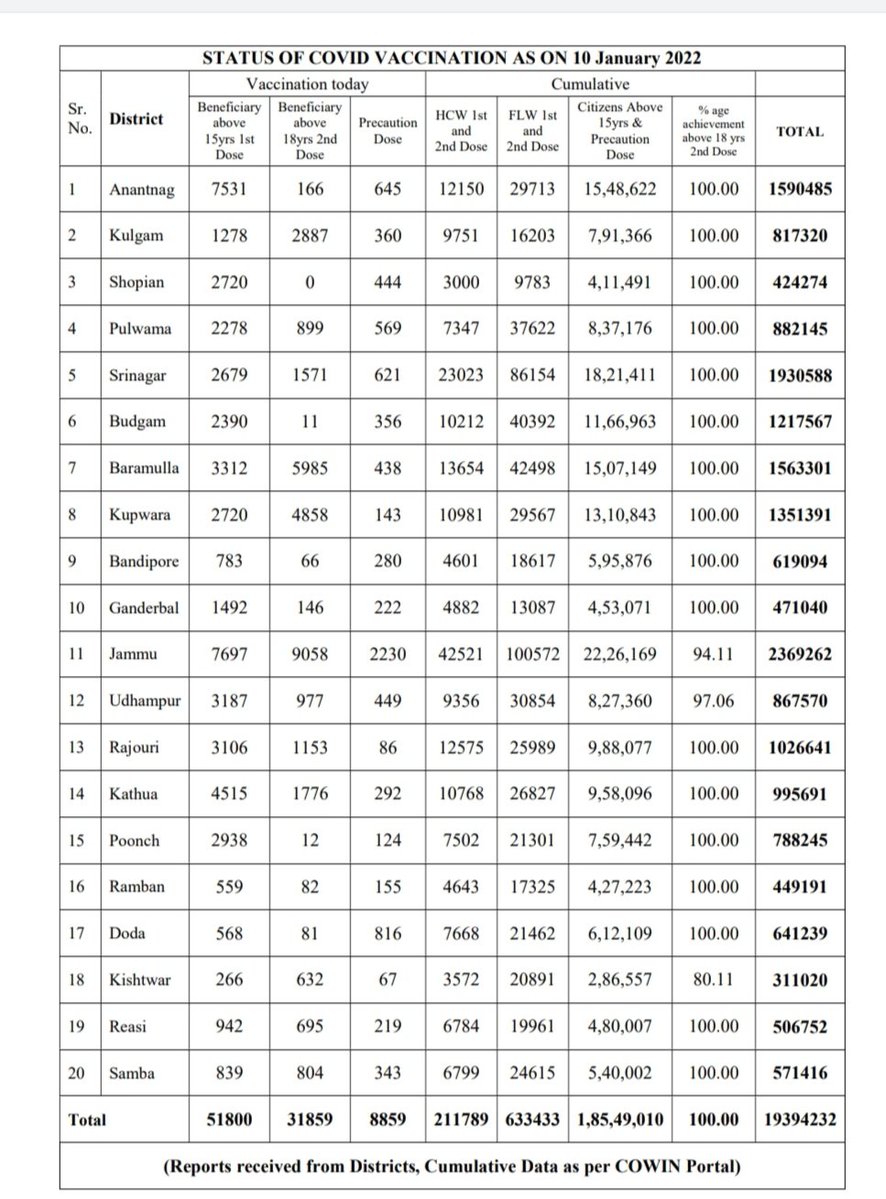 STATUS OF COVID VACCINATION AS ON 10 January 2022
Vaccination today Cumulative
Sr. No. District Beneficiary above 15yrs 1st Dose Beneficiary above 18yrs 2nd Dose Precaution Dose HCW 1st and 2nd Dose FLW 1st and 2nd Dose Citizens Above 15yrs & Precaution Dose % age achievement above 18 yrs 2nd Dose TOTAL
1 Anantnag 7531 166 645 12150 29713 15,48,622 100.00 1590485
2 Kulgam 1278 2887 360 9751 16203 7,91,366 100.00 817320
3 Shopian 2720 0 444 3000 9783 4,11,491 100.00 424274
4 Pulwama 2278 899 569 7347 37622 8,37,176 100.00 882145
5 Srinagar 2679 1571 621 23023 86154 18,21,411 100.00 1930588
6 Budgam 2390 11 356 10212 40392 11,66,963 100.00 1217567
7 Baramulla 3312 5985 438 13654 42498 15,07,149 100.00 1563301
8 Kupwara 2720 4858 143 10981 29567 13,10,843 100.00 1351391
9 Bandipore 783 66 280 4601 18617 5,95,876 100.00 619094
10 Ganderbal 1492 146 222 4882 13087 4,53,071 100.00 471040
11 Jammu 7697 9058 2230 42521 100572 22,26,169 94.11 2369262
12 Udhampur 3187 977 449 9356 30854 8,27,360 97.06 867570
13 Rajouri 3106 1153 86 12575 25989 9,88,077 100.00 1026641
14 Kathua 4515 1776 292 10768 26827 9,58,096 100.00 995691
15 Poonch 2938 12 124 7502 21301 7,59,442 100.00 788245
16 Ramban 559 82 155 4643 17325 4,27,223 100.00 449191
17 Doda 568 81 816 7668 21462 6,12,109 100.00 641239
18 Kishtwar 266 632 67 3572 20891 2,86,557 80.11 311020
19 Reasi 942 695 219 6784 19961 4,80,007 100.00 506752
20 Samba 839 804 343 6799 24615 5,40,002 100.00 571416
Total 51800 31859 8859 211789 633433 1,85,49,010 100.00 19394232
(Reports received from Districts, Cumulative Data as per COWIN Portal)